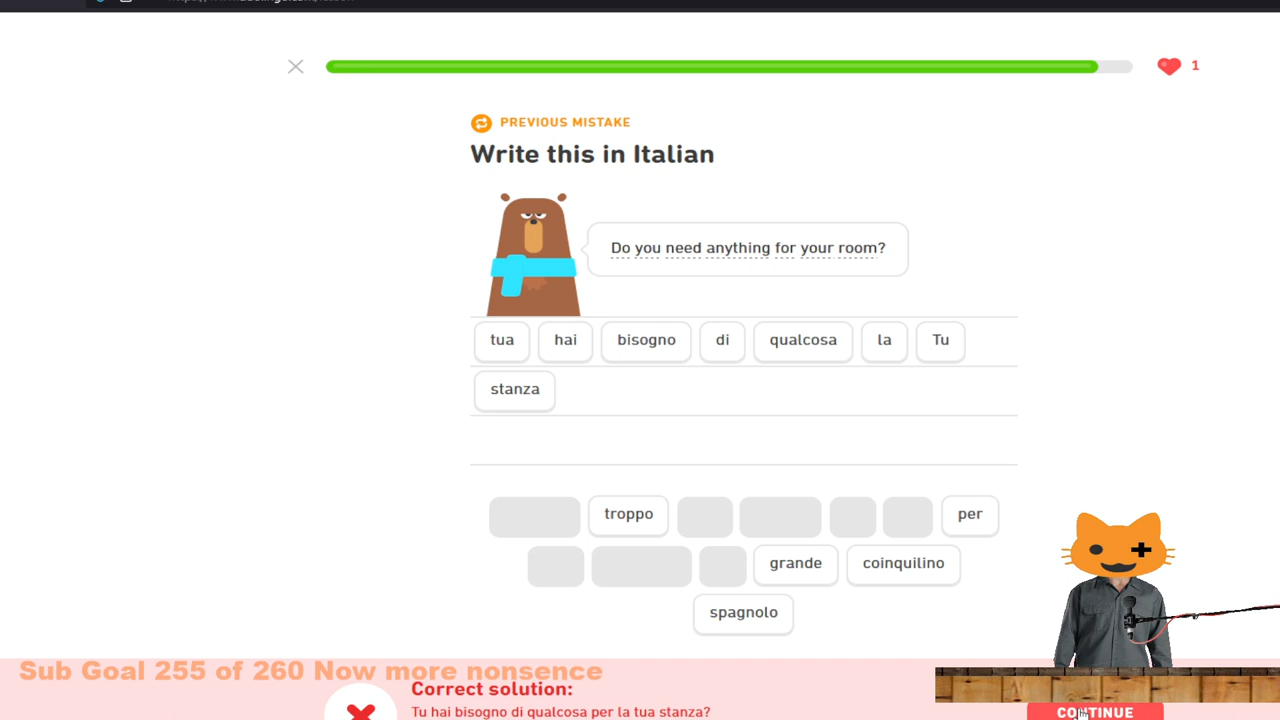 1
PREVIOUS MISTAKE
Write this in Italian
Do you need anything for your room?
tua hai bisogno di qualcosa la Tu
stanza
troppo per
grande coinquilino
spagnolo
Sub Goal 255 of 260 Now more nonsence
Correct solution:
Tu hai bisogno di qualcosa per la tua stanza?
CONTINUE